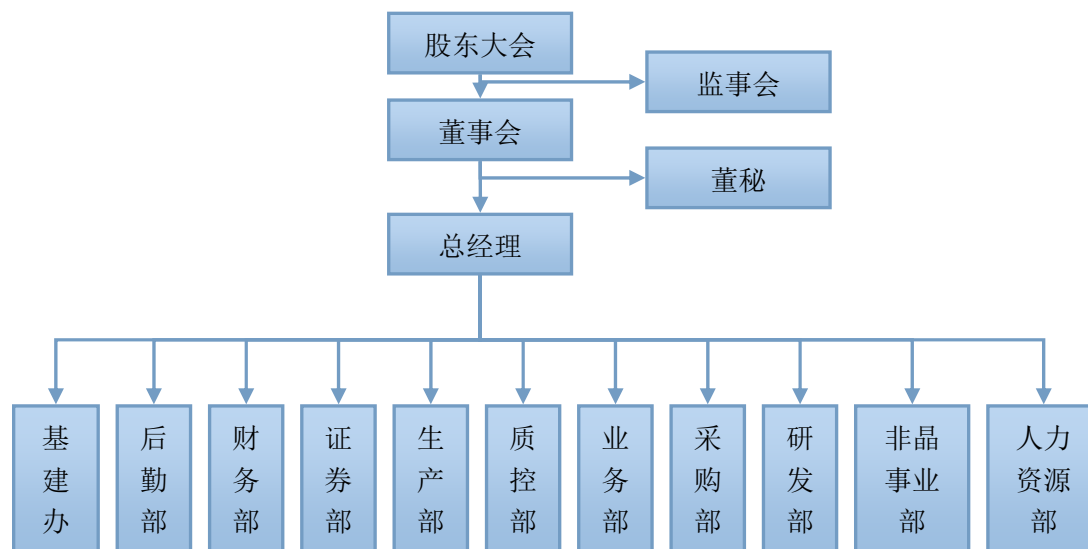 股东大会
监事会
董事会
董秘
总经理
基建办
后勤部
财务部
证券部
生产部
质控部
业务部
采购部
研发部
非晶事业部
人力资源部